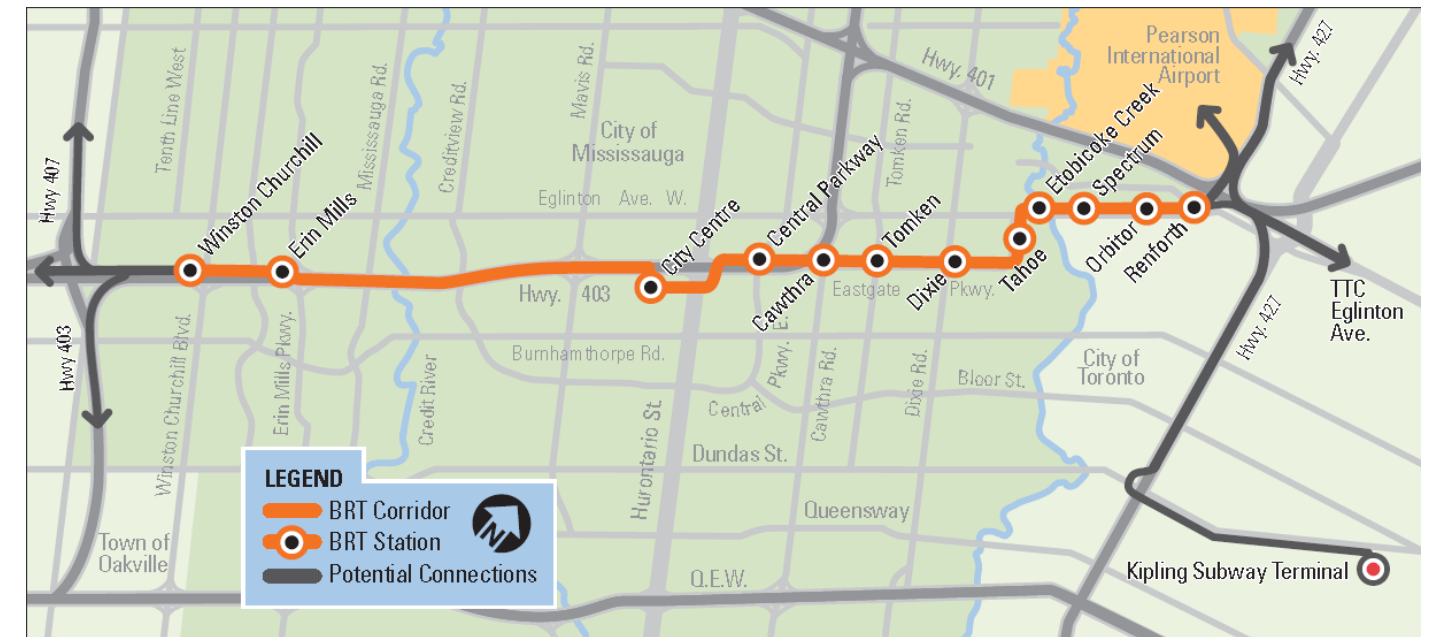 Pearson
International
Airport
Hwy. 427
Hwy. 401
Tenth Line West
Mississauga Rd.
Creditview Rd.
Mavis Rd.
City of
Mississauga
Tomken Rd.
Eglinton Ave. W.
Hwy 407
Winston Churchill
Erin Mills
City Centre
Central Parkway
Cawthra
Tomken
Dixie
Tahoe
Etobicoke Creek
Spectrum
Orbitor
Renforth
Hwy. 403
Eastgate Pkwy.
TTC
Eglinton
Ave.
Hwy 403
Hwy. 427
Winston Churchill Blvd.
Erin Mills Pkwy.
Credit River
Burnhamthorpe Rd.
Hurontario St.
Central Pkwy. E.
Cawthra Rd.
Dixie Rd.
Bloor St.
City of
Toronto
Dundas St.
Queensway
Q.E.W.
Town of
Oakville
Kipling Subway Terminal
LEGEND
BRT Corridor
BRT Station
Potential Connections
N